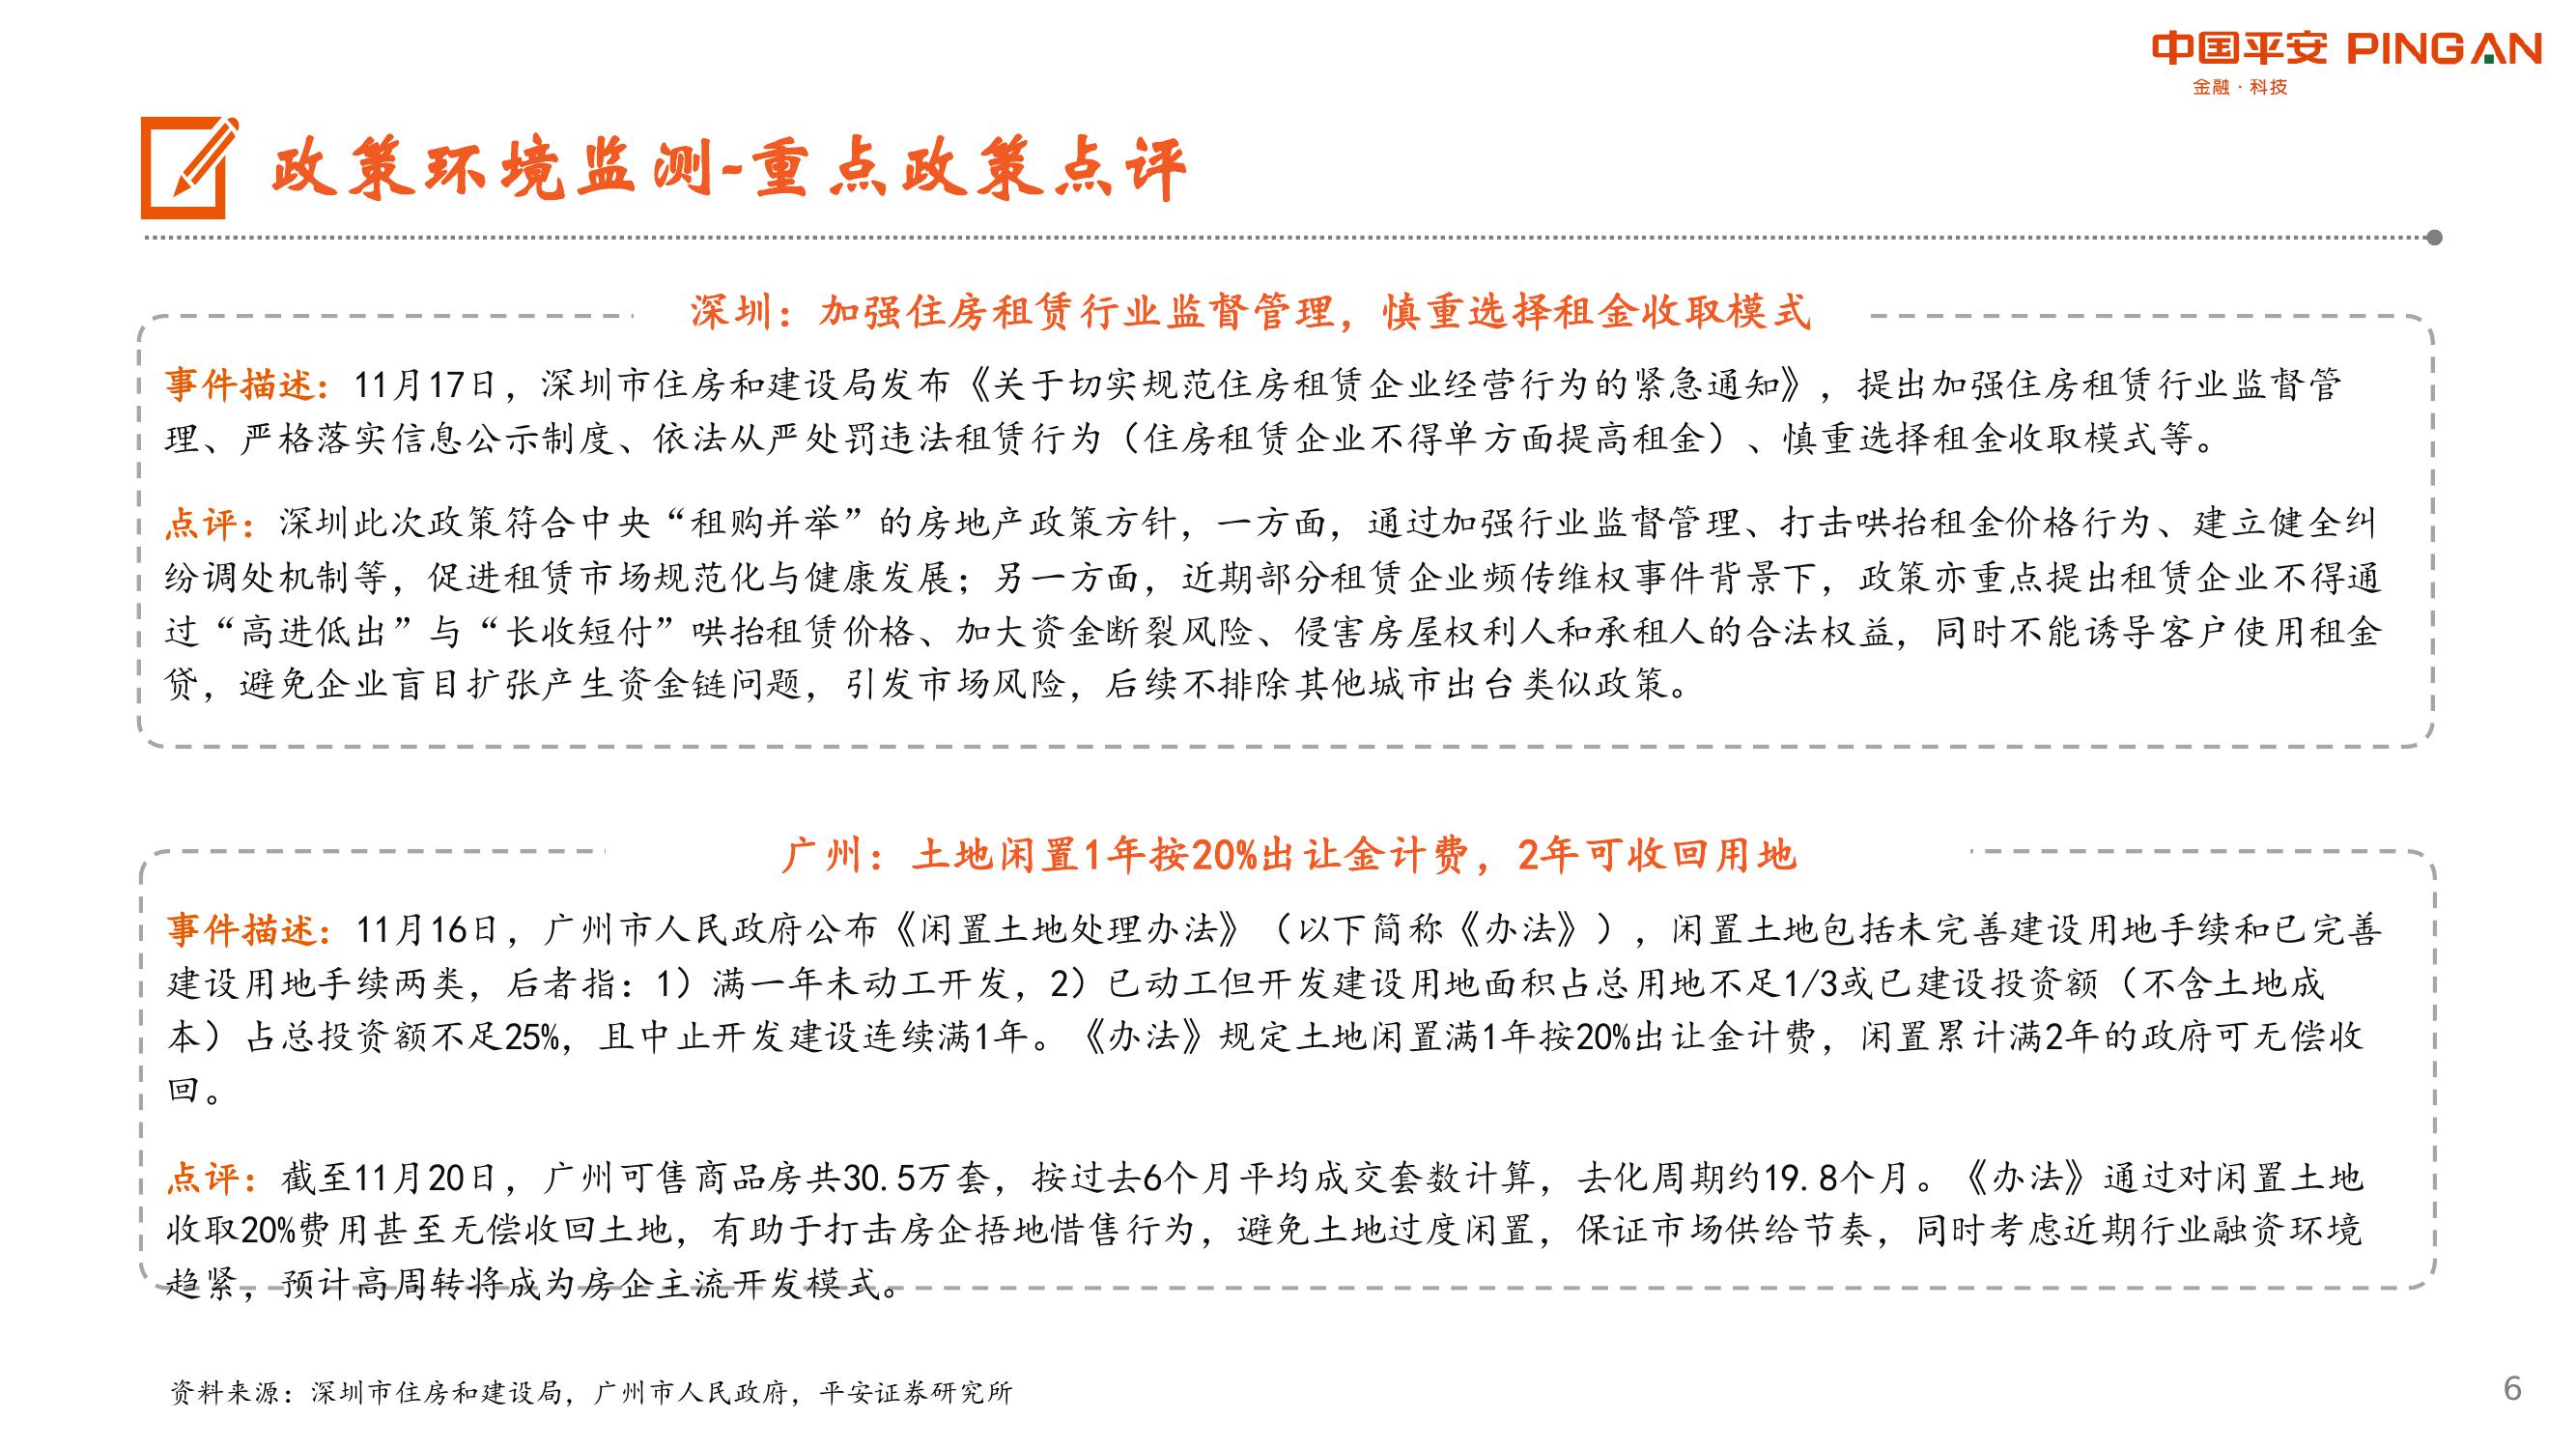 中国平安 PINGAN
金融·科技
政策环境监测-重点政策点评
深圳：加强住房租赁行业监督管理，慎重选择租金收取模式
事件描述：11月17日，深圳市住房和建设局发布《关于切实规范住房租赁企业经营行为的紧急通知》，提出加强住房租赁行业监督管
理、严格落实信息公示制度、依法从严处罚违法租赁行为（住房租赁企业不得单方面提高租金）、慎重选择租金收取模式等。
点评：深圳此次政策符合中央“租购并举”的房地产政策方针，一方面，通过加强行业监督管理、打击哄抬租金价格行为、建立健全纠
纷调处机制等，促进租赁市场规范化与健康发展；另一方面，近期部分租赁企业频传维权事件背景下，政策亦重点提出租赁企业不得通
过“高进低出”与“长收短付”哄抬租赁价格、加大资金断裂风险、侵害房屋权利人和承租人的合法权益，同时不能诱导客户使用租金
贷，避免企业盲目扩张产生资金链问题，引发市场风险，后续不排除其他城市出台类似政策。
广州：土地闲置1年按20%出让金计费，2年可收回用地
事件描述：11月16日，广州市人民政府公布《闲置土地处理办法》（以下简称《办法》），闲置土地包括未完善建设用地手续和已完善
建设用地手续两类，后者指：1）满一年未动工开发，2）已动工但开发建设用地面积占总用地不足1/3或已建设投资额（不含土地成
本）占总投资额不足25%，且中止开发建设连续满1年。《办法》规定土地闲置满1年按20%出让金计费，闲置累计满2年的政府可无偿收
回。
点评：截至11月20日，广州可售商品房共30.5万套，按过去6个月平均成交套数计算，去化周期约19.8个月。《办法》通过对闲置土地
收取20%费用甚至无偿收回土地，有助于打击房企捂地惜售行为，避免土地过度闲置，保证市场供给节奏，同时考虑近期行业融资环境
趋紧，预计高周转将成为房企主流开发模式。
资料来源：深圳市住房和建设局，广州市人民政府，平安证券研究所
6